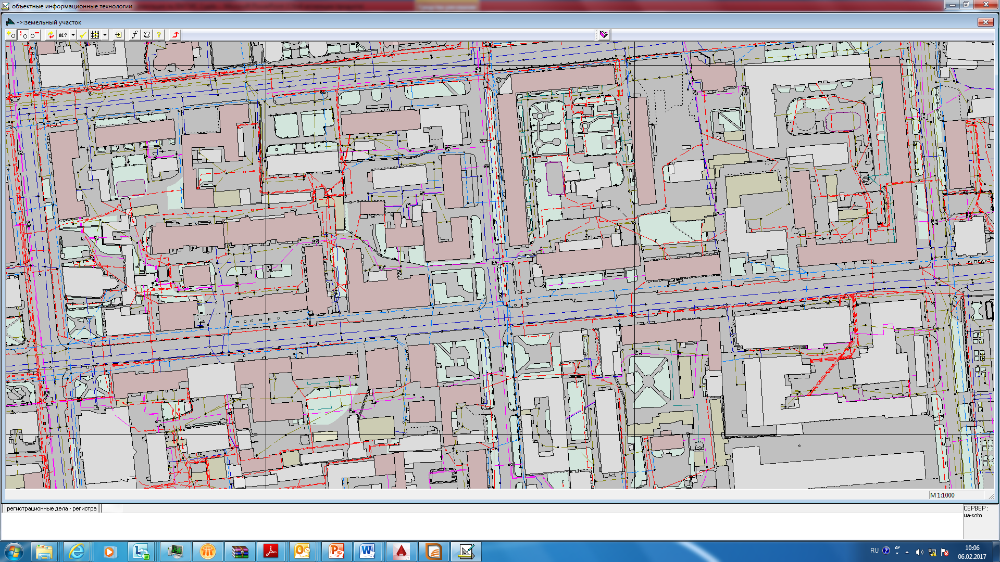 объектные информационные технологии
->:земельный участок
M:?
М 1:1000
регистрационные дела - регистра
СЕРВЕР :
ua-soto
RU
10:06
06.02.2017